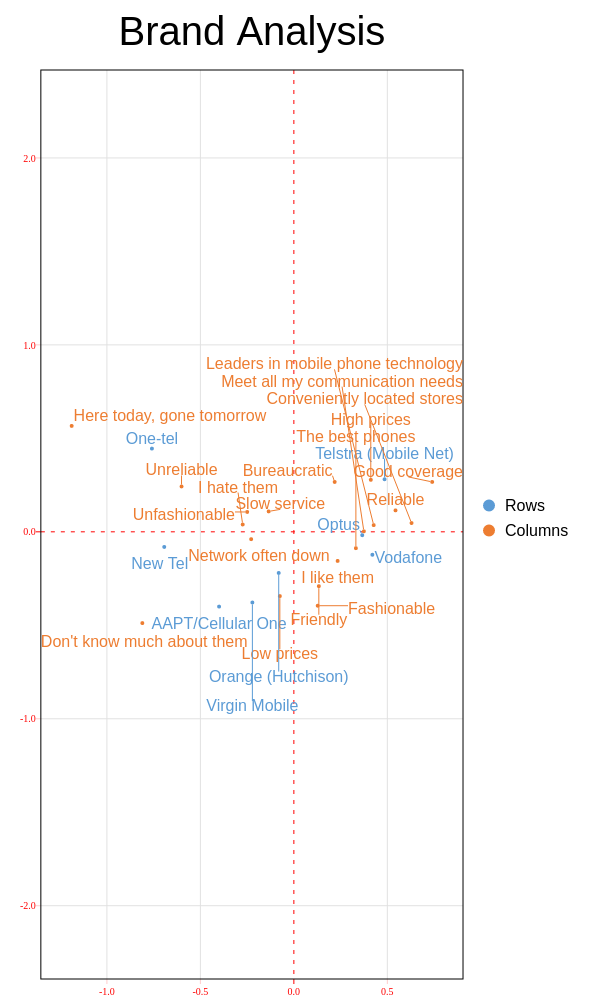 Brand Analysis
2.0
1.0
Leaders in mobile phone technology
Meet all my communication needs
Conveniently located stores
Here today, gone tomorrow
High prices
One-tel
The best phones
Telstra (Mobile Net)
Unreliable
Bureaucratic
Good coverage
I hate them
Slow service
Reliable
Rows
Unfashionable
Optus
0.0
Columns
Network often down
Vodafone
New Tel
I like them
Fashionable
AAPT/Cellular One
Friendly
Don't know much about them
Low prices
Orange (Hutchison)
Virgin Mobile
-1.0
-2.0
-1.0
-0.5
0.0
0.5